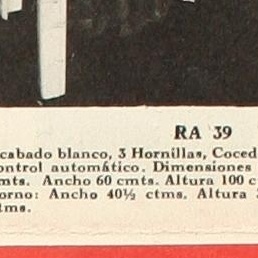 RA 39
cabado blanco, 3 Hornillas, Coced
ontrol automático. Dimensiones
mts. Ancho 60 cmts. Altura 100 c
orno: Ancho 40½ ctms. Altura
tms.